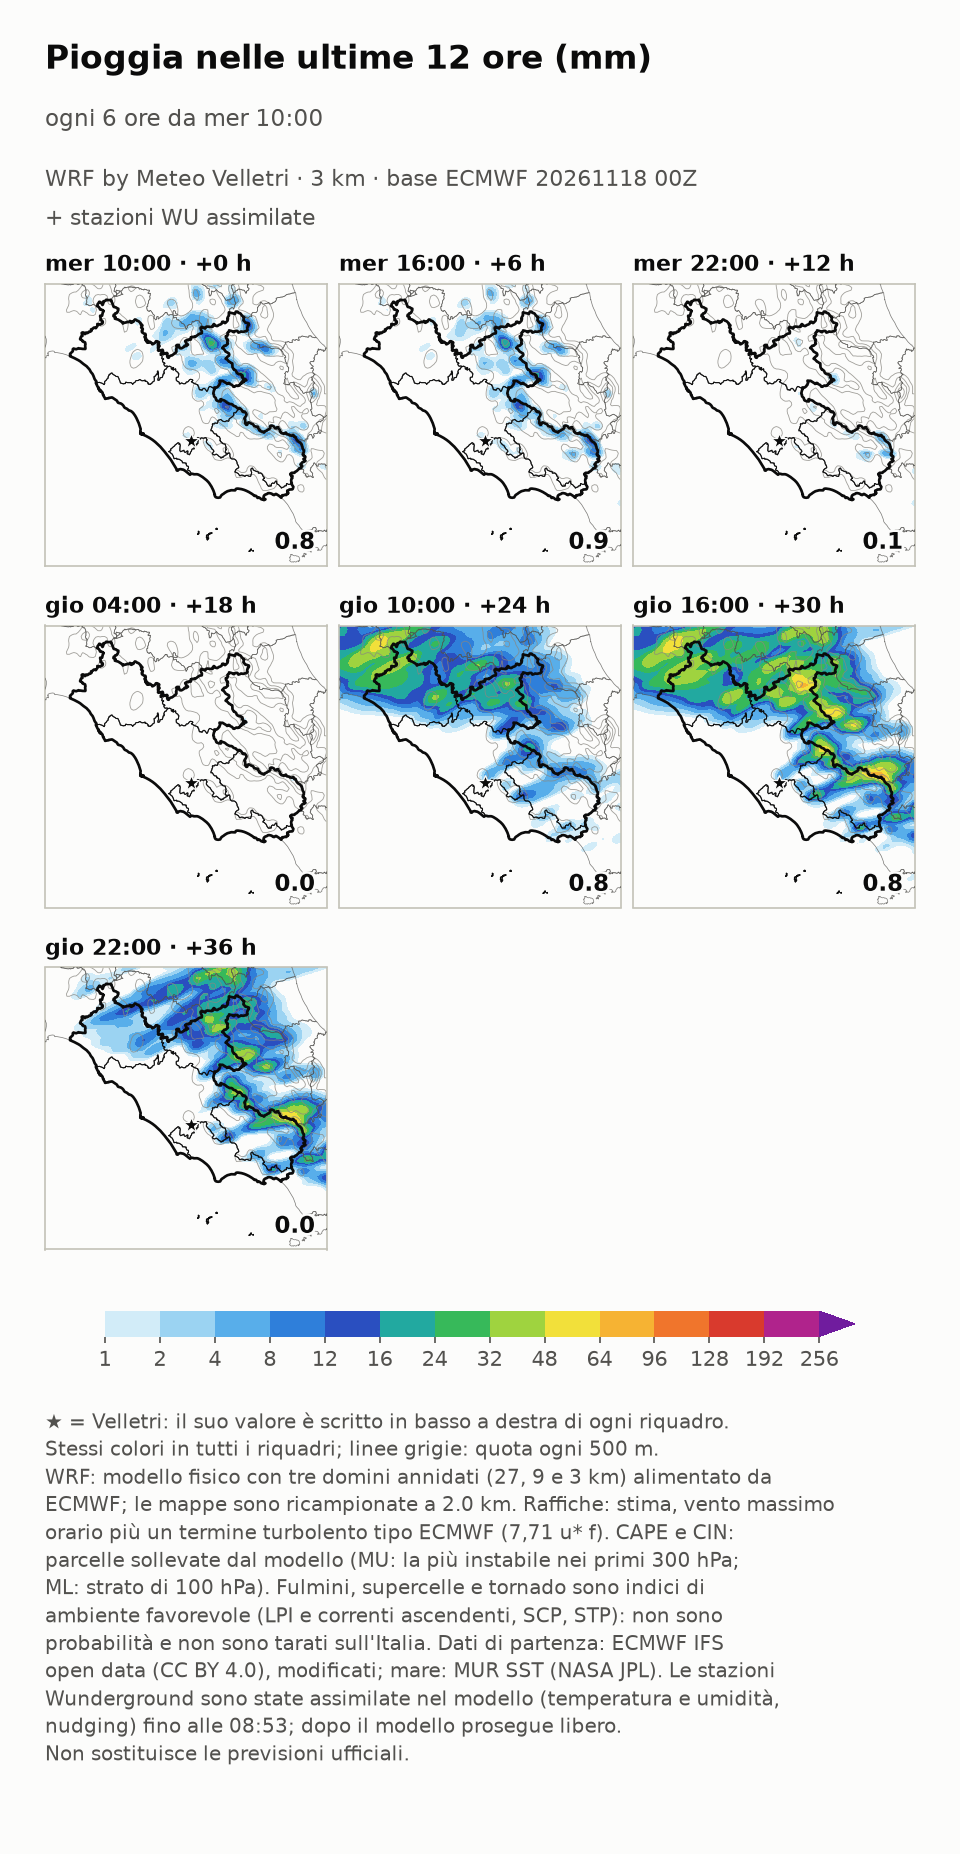 Pioggia nelle ultime 12 ore (mm)
ogni 6 ore da mer 10:00
WRF by Meteo Velletri · 3 km · base ECMWF 20261118 00Z
+ stazioni WU assimilate
mer 10:00 · +0 h
mer 16:00 · +6 h
mer 22:00 · +12 h
0.8
0.9
0.1
gio 04:00 · +18 h
gio 10:00 · +24 h
gio 16:00 · +30 h
0.0
0.8
0.8
gio 22:00 · +36 h
0.0
1 2 4 8 12 16 24 32 48 64 96 128 192 256
★ = Velletri: il suo valore è scritto in basso a destra di ogni riquadro.
Stessi colori in tutti i riquadri; linee grigie: quota ogni 500 m.
WRF: modello fisico con tre domini annidati (27, 9 e 3 km) alimentato da
ECMWF; le mappe sono ricampionate a 2.0 km. Raffiche: stima, vento massimo
orario più un termine turbolento tipo ECMWF (7,71 u* f). CAPE e CIN:
parcelle sollevate dal modello (MU: la più instabile nei primi 300 hPa;
ML: strato di 100 hPa). Fulmini, supercelle e tornado sono indici di
ambiente favorevole (LPI e correnti ascendenti, SCP, STP): non sono
probabilità e non sono tarati sull'Italia. Dati di partenza: ECMWF IFS
open data (CC BY 4.0), modificati; mare: MUR SST (NASA JPL). Le stazioni
Wunderground sono state assimilate nel modello (temperatura e umidità,
nudging) fino alle 08:53; dopo il modello prosegue libero.
Non sostituisce le previsioni ufficiali.